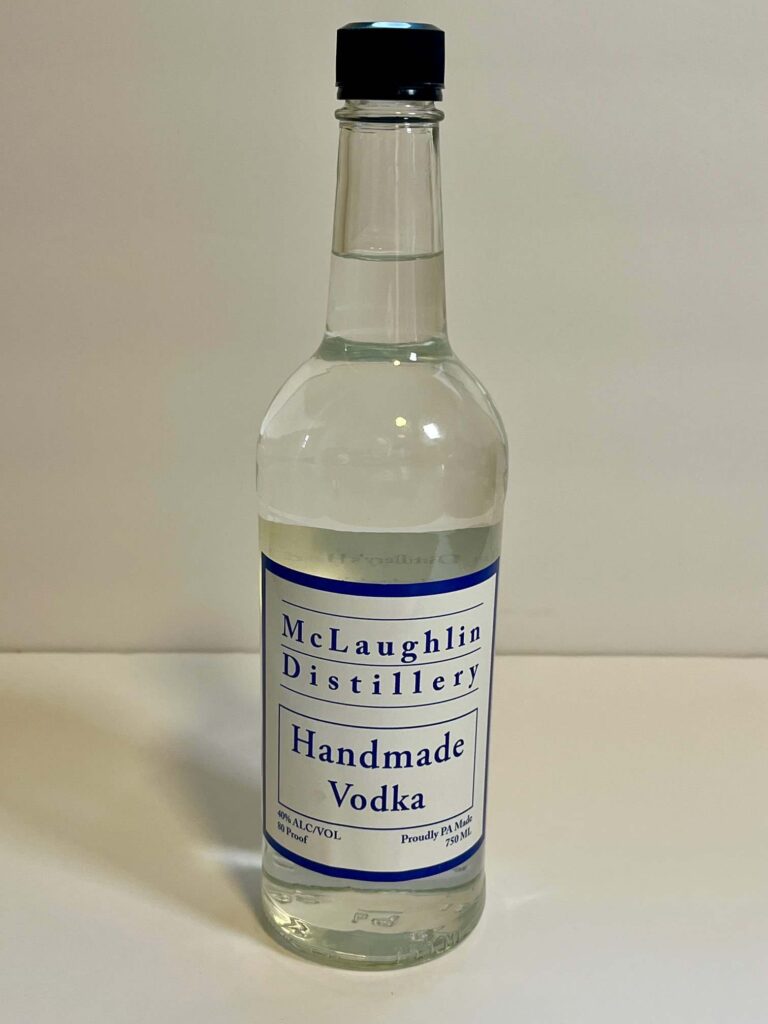 McLaughlin
Distillery
Handmade
Vodka
40% ALC/VOL
80 Proof
Proudly PA Made
750 ML